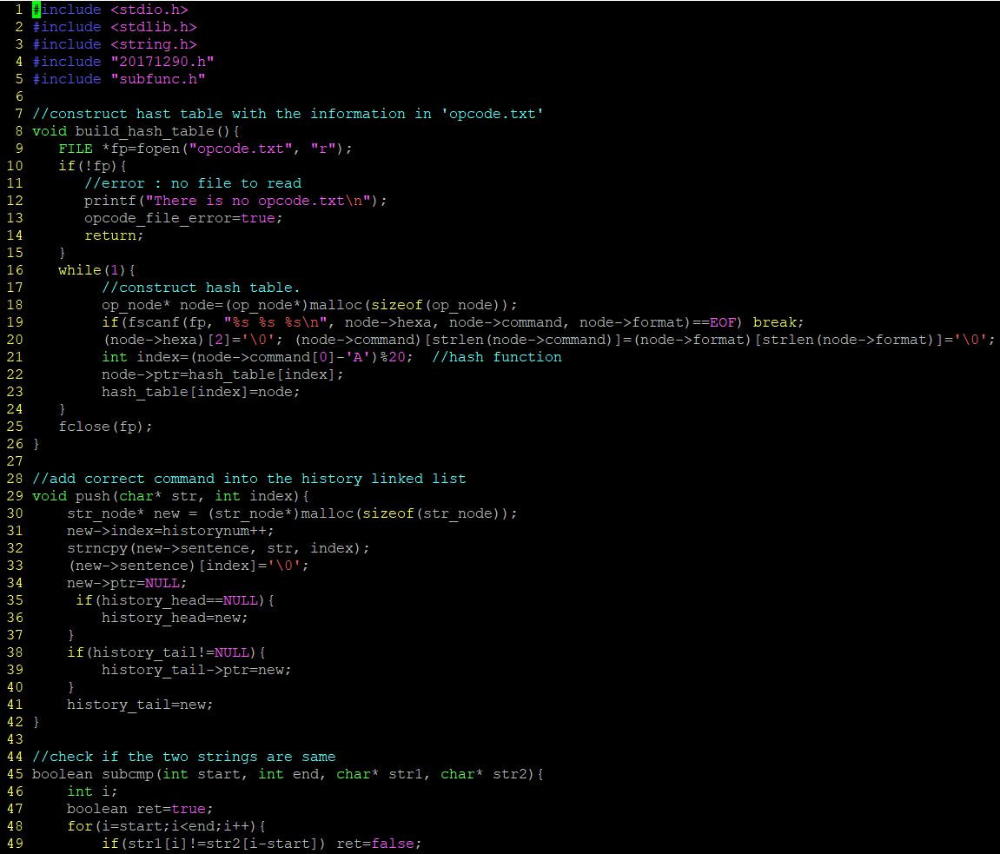 1 #include <stdio.h>
2 #include <stdlib.h>
3 #include <string.h>
4 #include "20171290.h"
5 #include "subfunc.h"
6
7 //construct hast table with the information in 'opcode.txt'
8 void build_hash_table(){
9    FILE *fp=fopen("opcode.txt", "r");
10    if(!fp){
11       //error : no file to read
12       printf("There is no opcode.txt\n");
13       opcode_file_error=true;
14       return;
15    }
16    while(1){
17         //construct hash table.
18         op_node* node=(op_node*)malloc(sizeof(op_node));
19         if(fscanf(fp, "%s %s %s\n", node->hexa, node->command, node->format)==EOF) break;
20         (node->hexa)[2]='\0'; (node->command)[strlen(node->command)]=(node->format)[strlen(node->format)]='\0';
21         int index=(node->command[0]-'A')%20;  //hash function
22         node->ptr=hash_table[index];
23         hash_table[index]=node;
24    }
25    fclose(fp);
26 }
27
28 //add correct command into the history linked list
29 void push(char* str, int index){
30     str_node* new = (str_node*)malloc(sizeof(str_node));
31     new->index=historynum++;
32     strncpy(new->sentence, str, index);
33     (new->sentence)[index]='\0';
34     new->ptr=NULL;
35      if(history_head==NULL){
36         history_head=new;
37     }
38     if(history_tail!=NULL){
39         history_tail->ptr=new;
40     }
41     history_tail=new;
42 }
43
44 //check if the two strings are same
45 boolean subcmp(int start, int end, char* str1, char* str2){
46     int i;
47     boolean ret=true;
48     for(i=start;i<end;i++){
49         if(str1[i]!=str2[i-start]) ret=false;